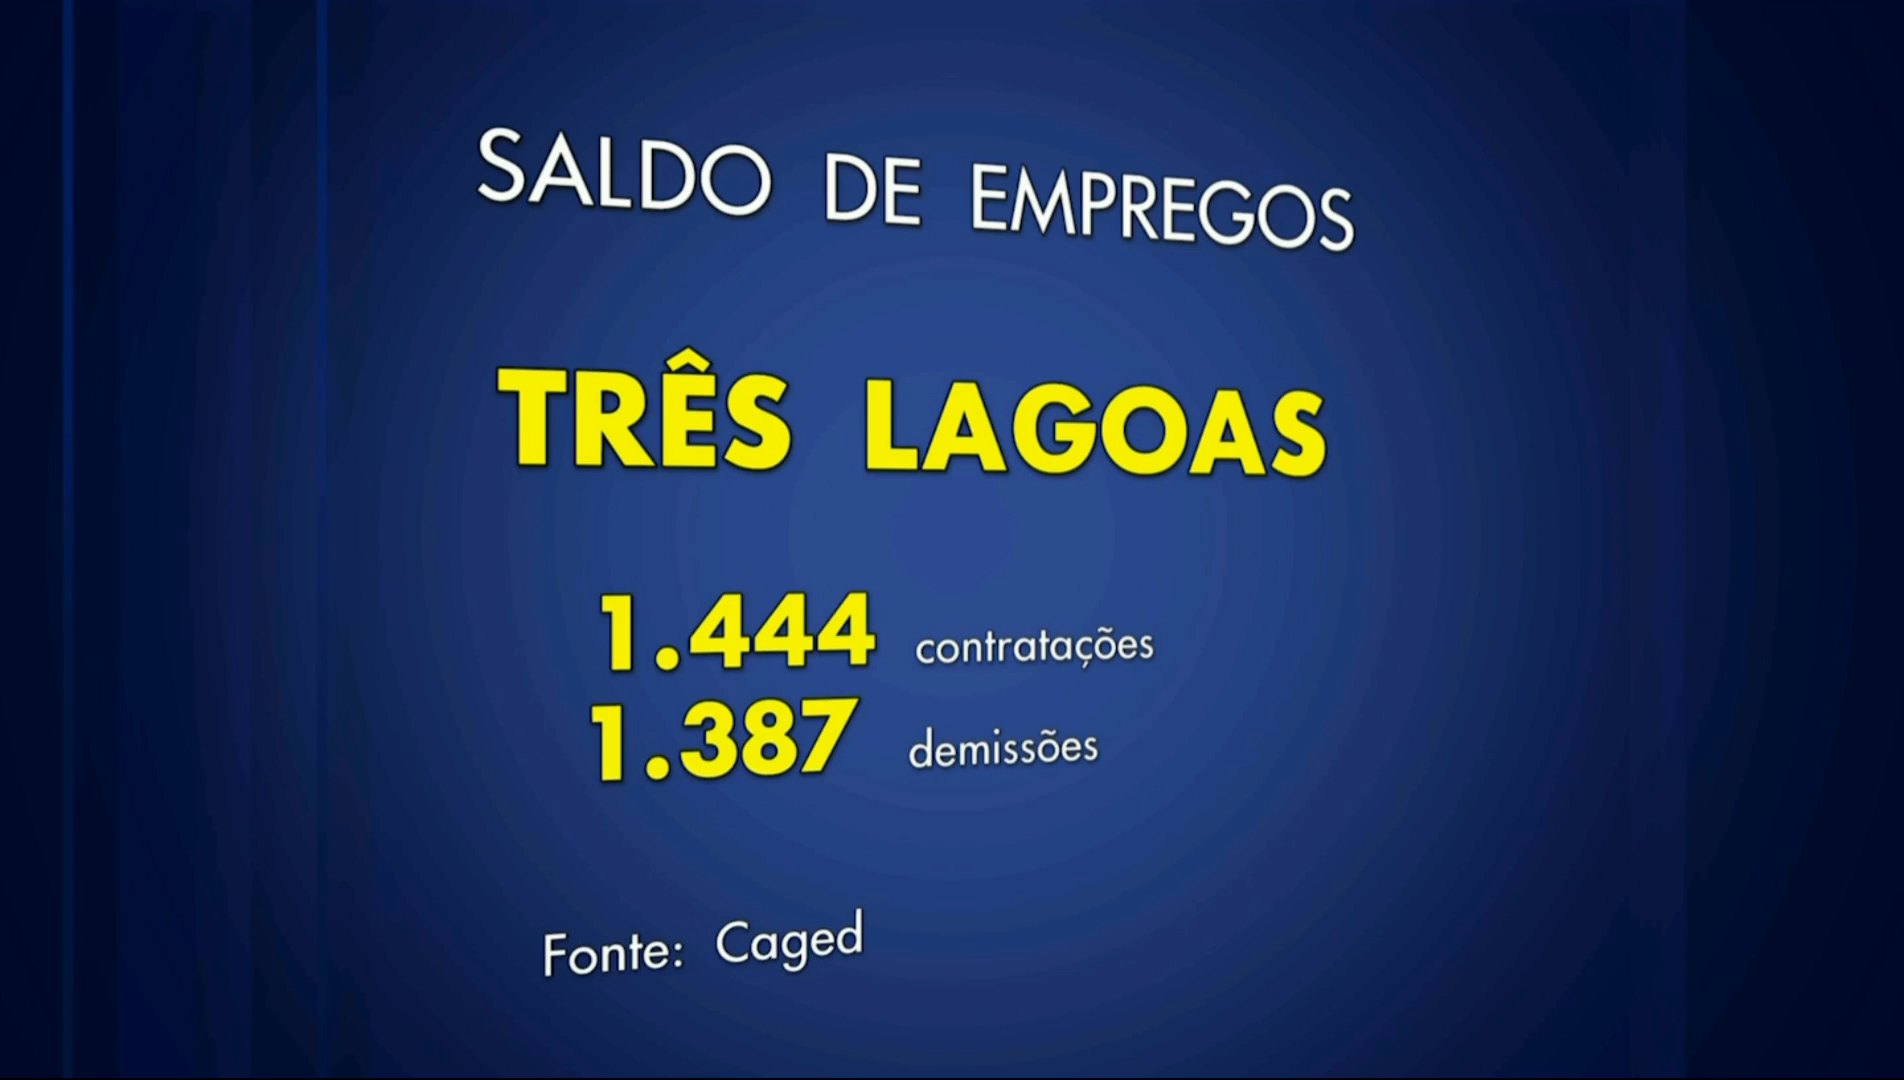 SALDO DE EMPREGOS
TRÊS LAGOAS
1.444 contratações
1.387 demissões
Fonte: Caged